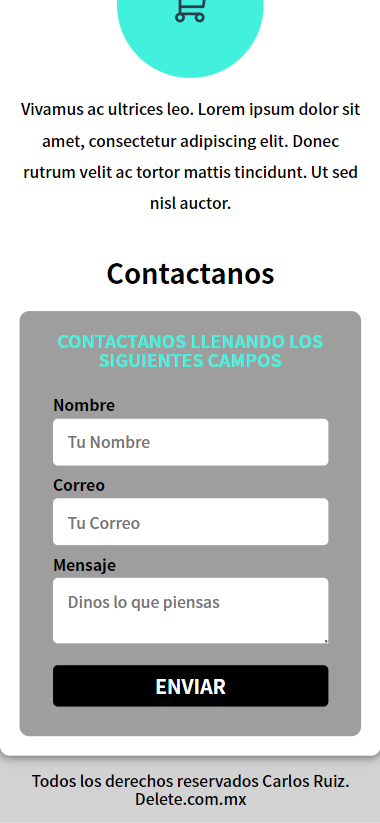 Vivamus ac ultrices leo. Lorem ipsum dolor sit
amet, consectetur adipiscing elit. Donec
rutrum velit ac tortor mattis tincidunt. Ut sed
nisl auctor.
Contactanos
CONTACTANOS LLENANDO LOS
SIGUIENTES CAMPOS
Nombre
Tu Nombre
Correo
Tu Correo
Mensaje
Dinos lo que piensas
ENVIAR
Todos los derechos reservados Carlos Ruiz.
Delete.com.mx